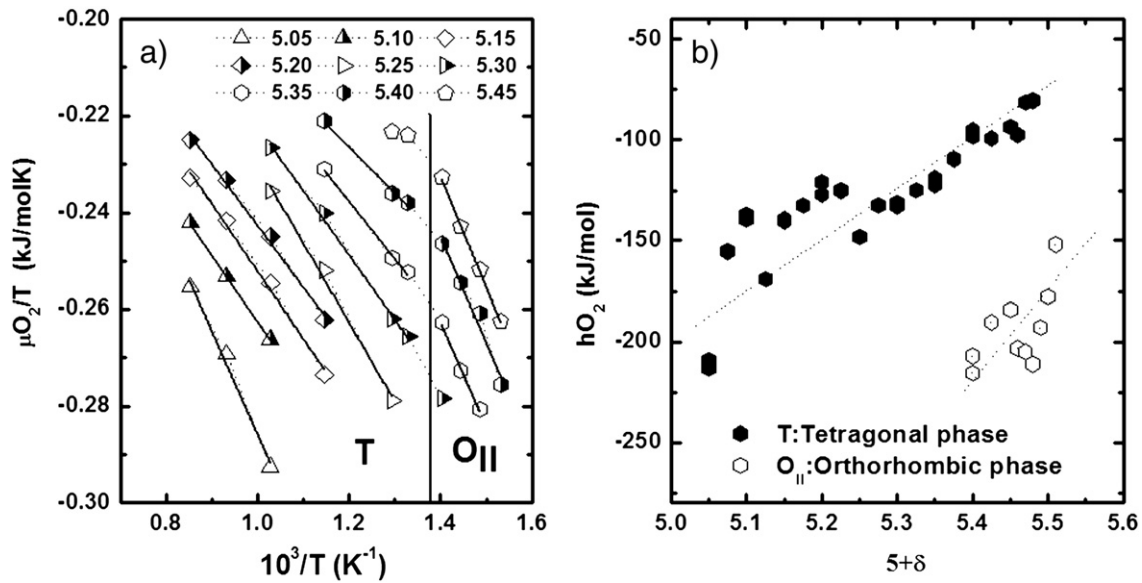 a)
5.05 5.10 5.15
5.20 5.25 5.30
5.35 5.40 5.45
-0.20
-0.22
-0.24
-0.26
-0.28
-0.30
μO₂/T (kJ/molK)
T O_II
0.8 1.0 1.2 1.4 1.6
10³/T (K⁻¹)
b)
-50
-100
-150
-200
-250
hO₂ (kJ/mol)
T:Tetragonal phase
O_II:Orthorhombic phase
5.0 5.1 5.2 5.3 5.4 5.5 5.6
5+δ